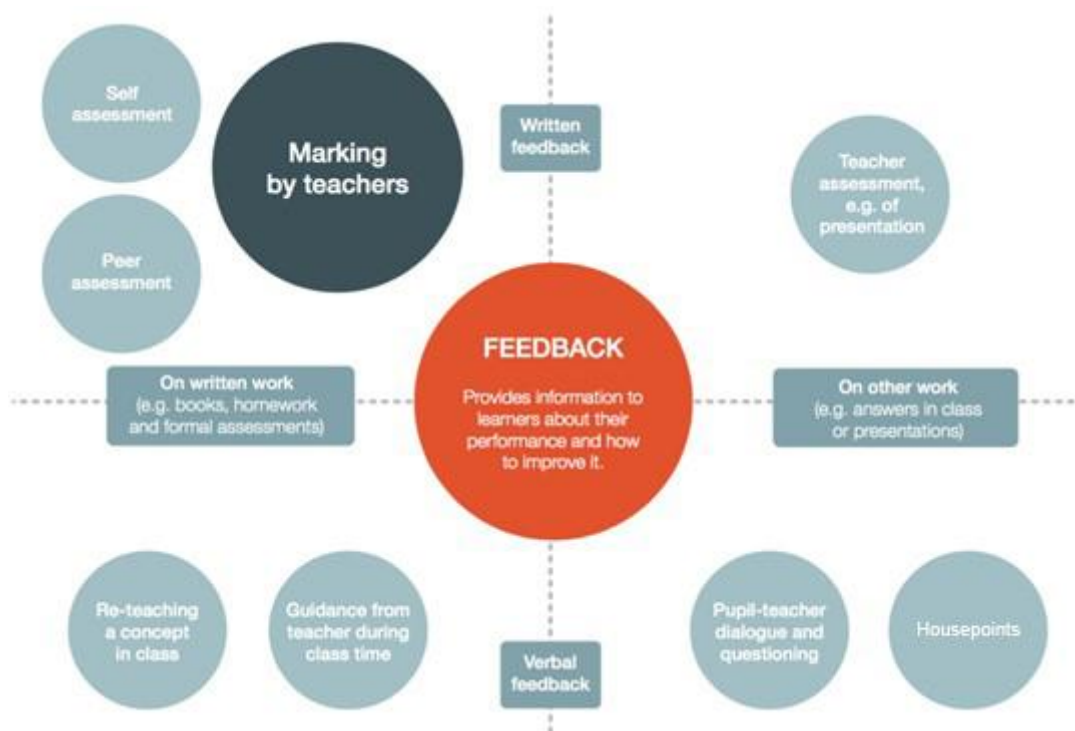 Self
assessment
Marking
by teachers
Written
feedback
Teacher
assessment,
e.g. of
presentation
Peer
assessment
FEEDBACK
Provides information to
learners about their
performance and how
to improve it.
On written work
(e.g. books, homework
and formal assessments)
On other work
(e.g. answers in class
or presentations)
Re-teaching
a concept
in class
Guidance from
teacher during
class time
Verbal
feedback
Pupil-teacher
dialogue and
questioning
Housepoints